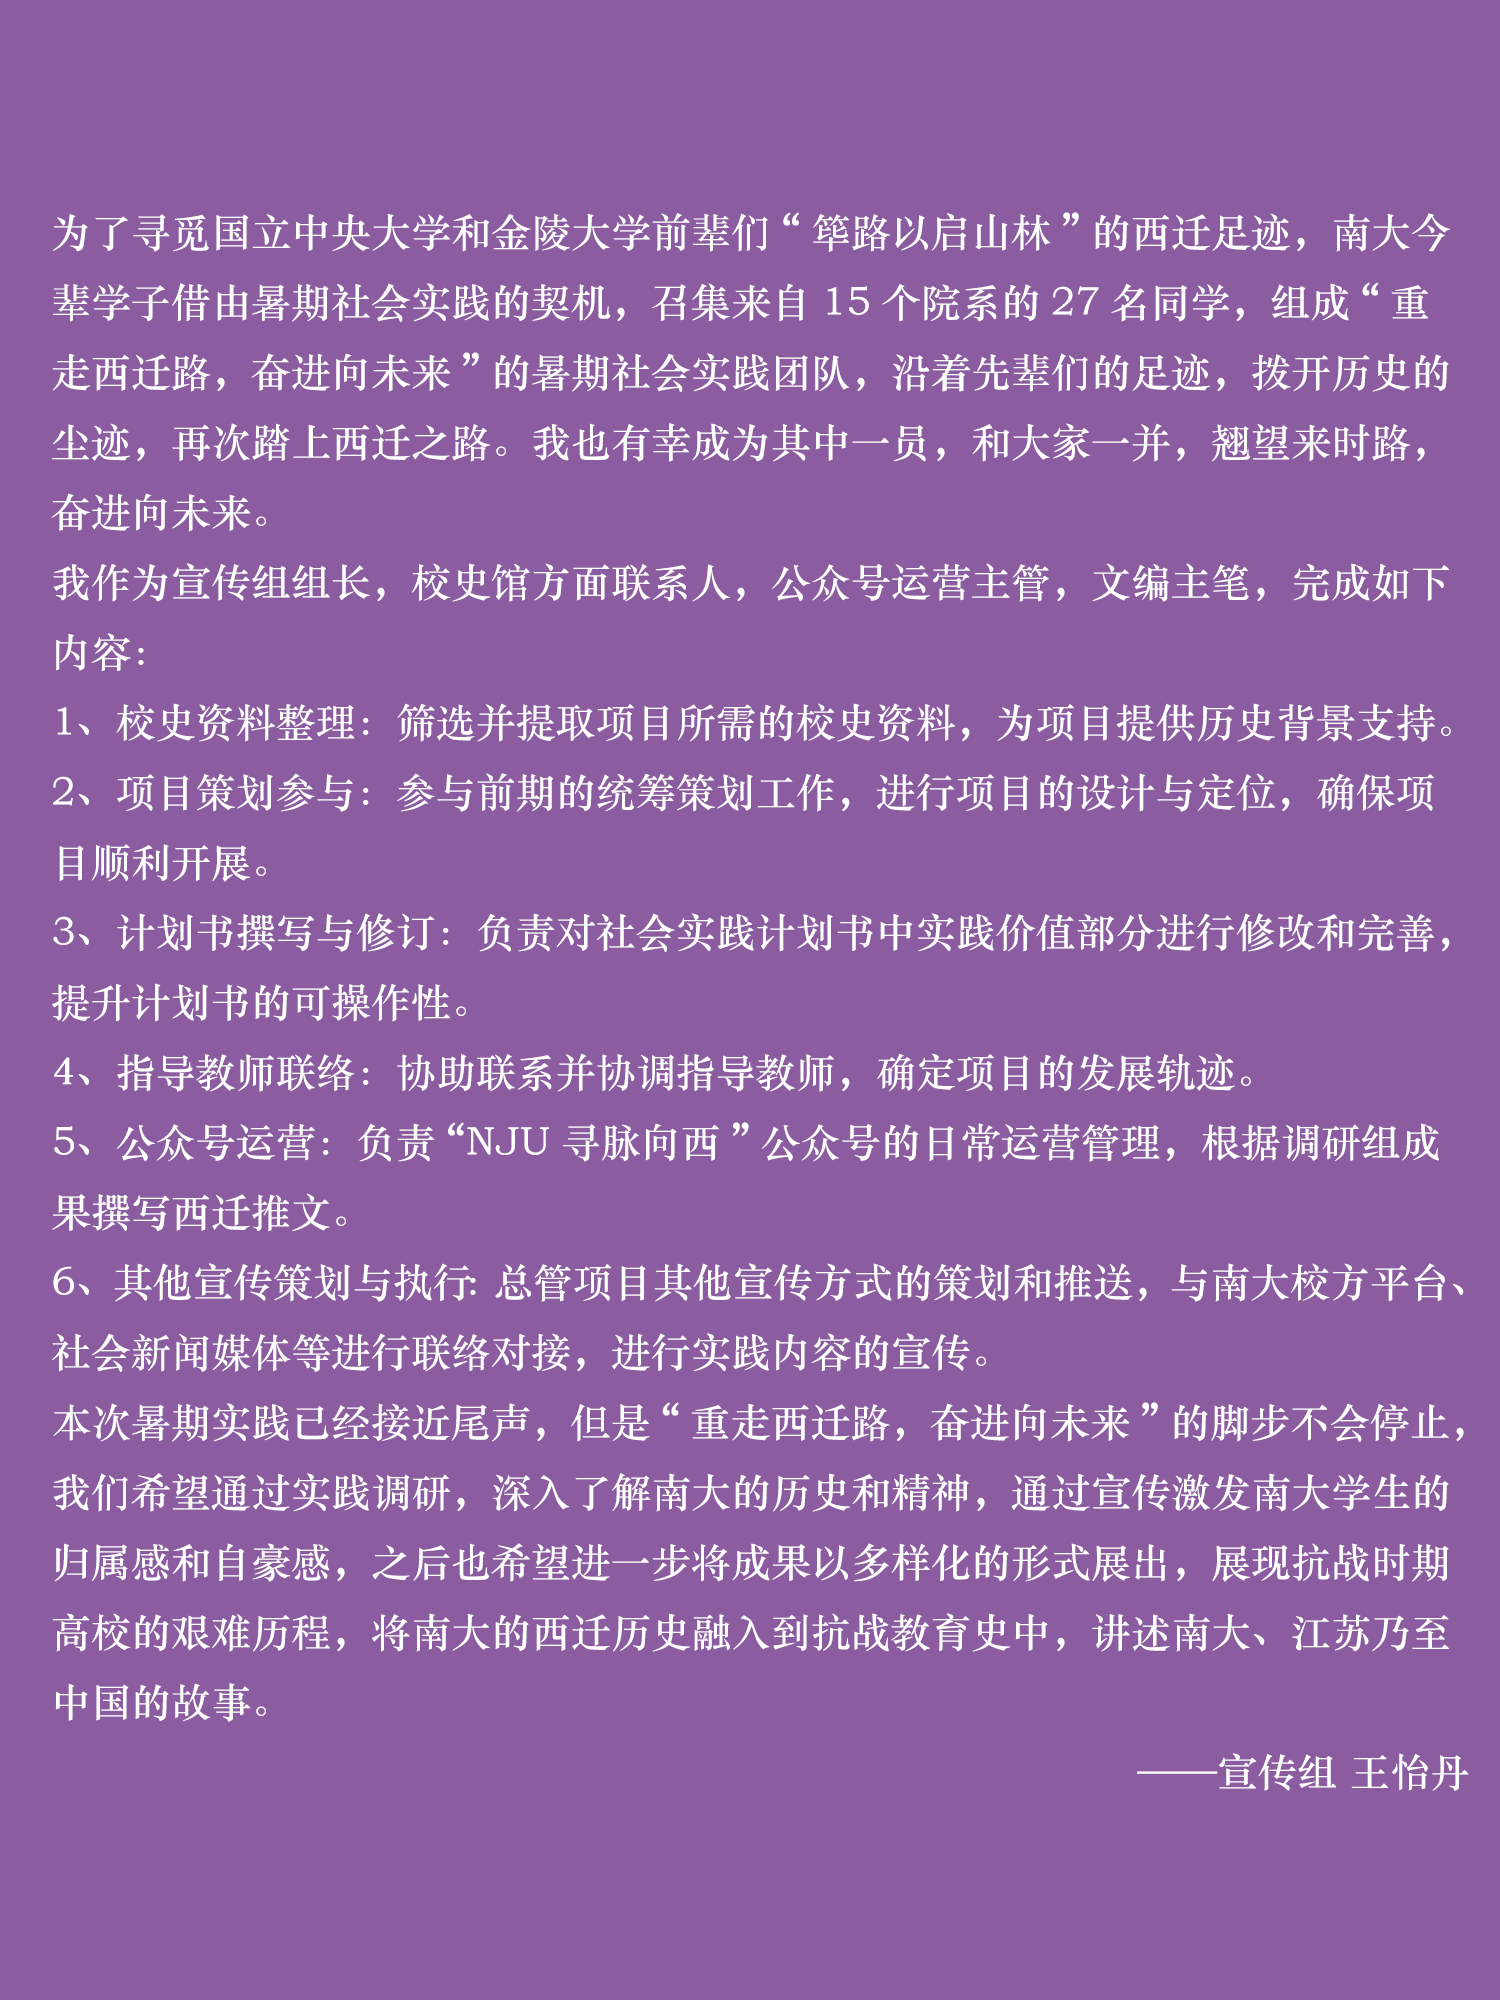 为了寻觅国立中央大学和金陵大学前辈们“筚路以启山林”的西迁足迹，南大今
辈学子借由暑期社会实践的契机，召集来自 15 个院系的 27 名同学，组成“重
走西迁路，奋进向未来”的暑期社会实践团队，沿着先辈们的足迹，拨开历史的
尘迹，再次踏上西迁之路。我也有幸成为其中一员，和大家一并，翘望来时路，
奋进向未来。
我作为宣传组组长，校史馆方面联系人，公众号运营主管，文编主笔，完成如下
内容：
1、校史资料整理：筛选并提取项目所需的校史资料，为项目提供历史背景支持。
2、项目策划参与：参与前期的统筹策划工作，进行项目的设计与定位，确保项
目顺利开展。
3、计划书撰写与修订：负责对社会实践计划书中实践价值部分进行修改和完善，
提升计划书的可操作性。
4、指导教师联络：协助联系并协调指导教师，确定项目的发展轨迹。
5、公众号运营：负责“NJU 寻脉向西”公众号的日常运营管理，根据调研组成
果撰写西迁推文。
6、其他宣传策划与执行：总管项目其他宣传方式的策划和推送，与南大校方平台、
社会新闻媒体等进行联络对接，进行实践内容的宣传。
本次暑期实践已经接近尾声，但是“重走西迁路，奋进向未来”的脚步不会停止，
我们希望通过实践调研，深入了解南大的历史和精神，通过宣传激发南大学生的
归属感和自豪感，之后也希望进一步将成果以多样化的形式展出，展现抗战时期
高校的艰难历程，将南大的西迁历史融入到抗战教育史中，讲述南大、江苏乃至
中国的故事。
——宣传组 王怡丹